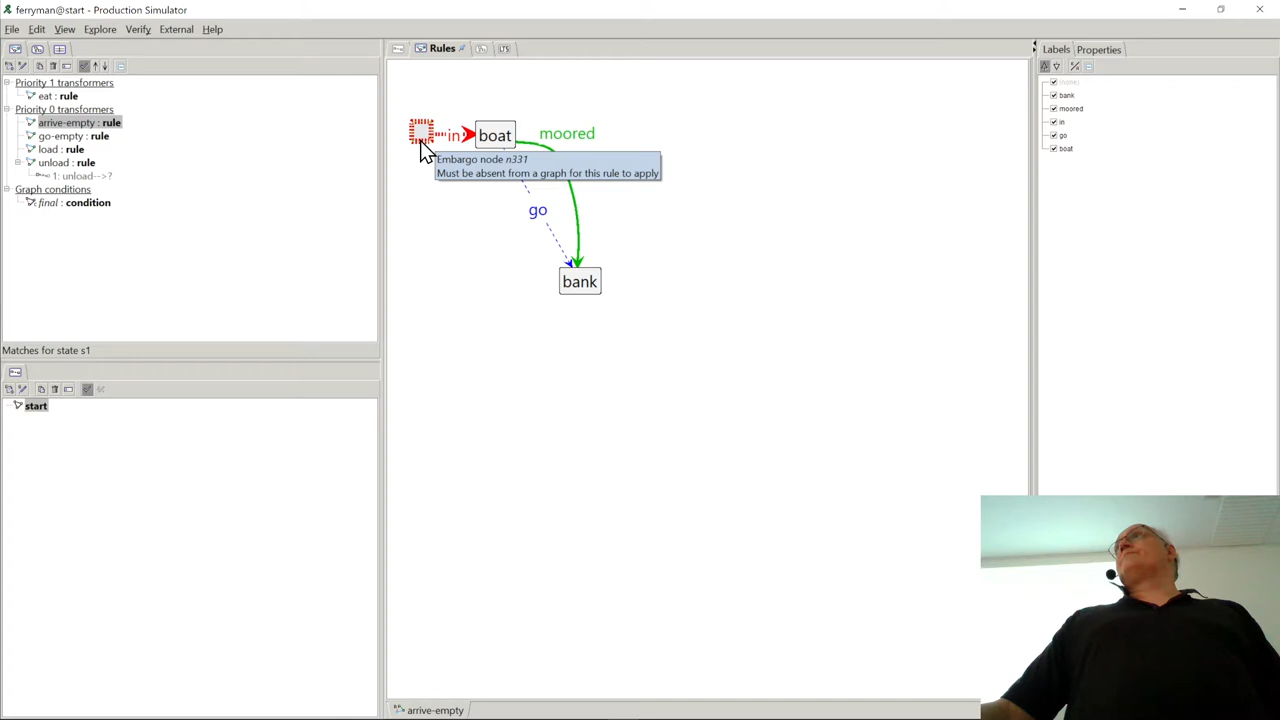 ferryman@start - Production Simulator
File Edit View Explore Verify External Help
Priority 1 transformers
eat : rule
Priority 0 transformers
arrive-empty : rule
go-empty : rule
load : rule
unload : rule
1: unload-->?
Graph conditions
final : condition
Matches for state s1
start
Rules
LTS
in
boat
moored
Embargo node n331
Must be absent from a graph for this rule to apply
go
bank
arrive-empty
Labels Properties
(none)
bank
moored
in
go
boat